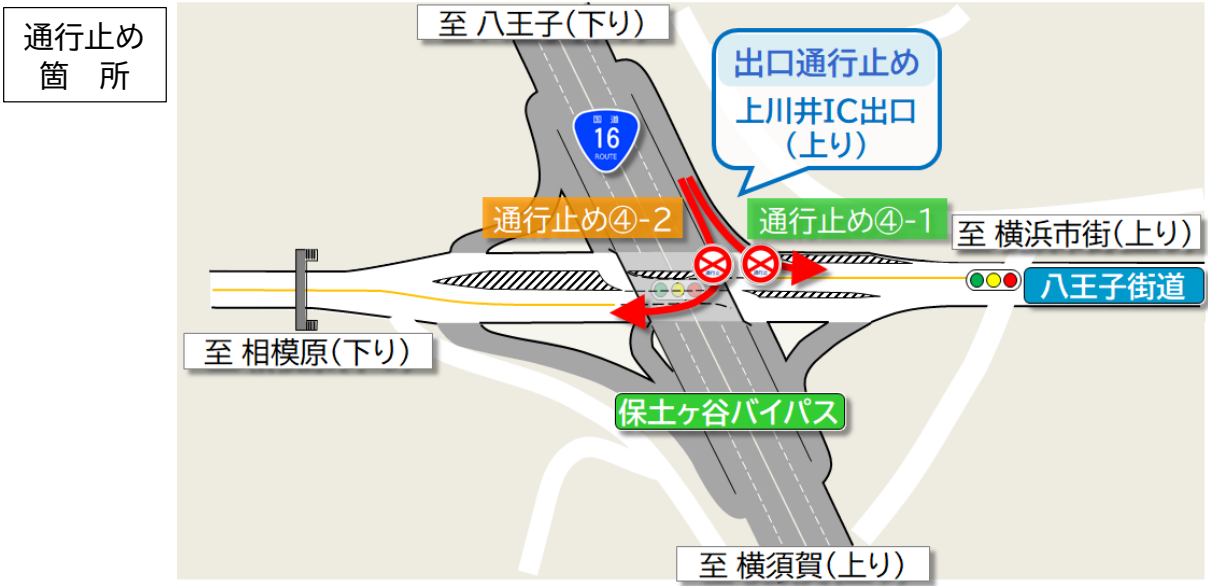 通行止め
箇　所
至 八王子(下り)
出口通行止め
上川井IC出口
(上り)
国道
16
ROUTE
通行止め④-2
通行止め④-1
至 横浜市街(上り)
八王子街道
至 相模原(下り)
保土ヶ谷バイパス
至 横須賀(上り)